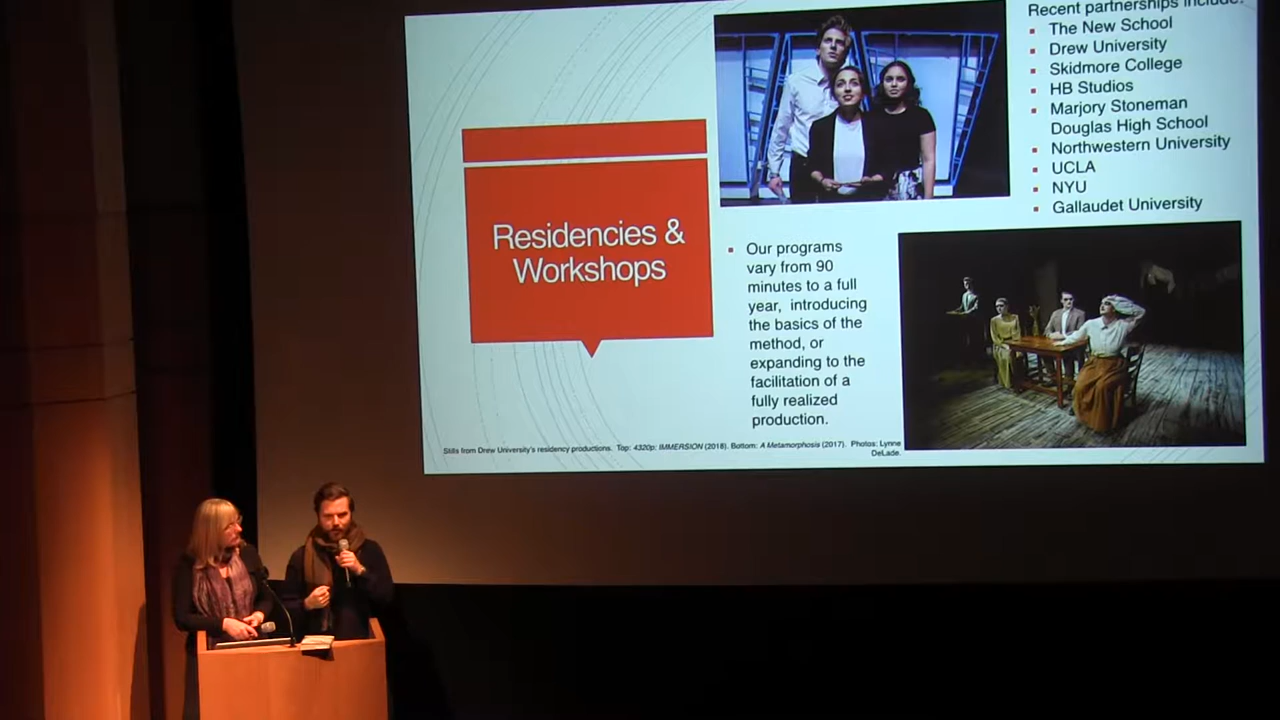 Residencies &
Workshops
Our programs
vary from 90
minutes to a full
year, introducing
the basics of the
method, or
expanding to the
facilitation of a
fully realized
production.
Recent partnerships include:
The New School
Drew University
Skidmore College
HB Studios
Marjory Stoneman
Douglas High School
Northwestern University
UCLA
NYU
Gallaudet University
Stills from Drew University's residency productions. Top: 4320p: IMMERSION (2018). Bottom: A Metamorphosis (2017). Photos: Lynne
DeLade.